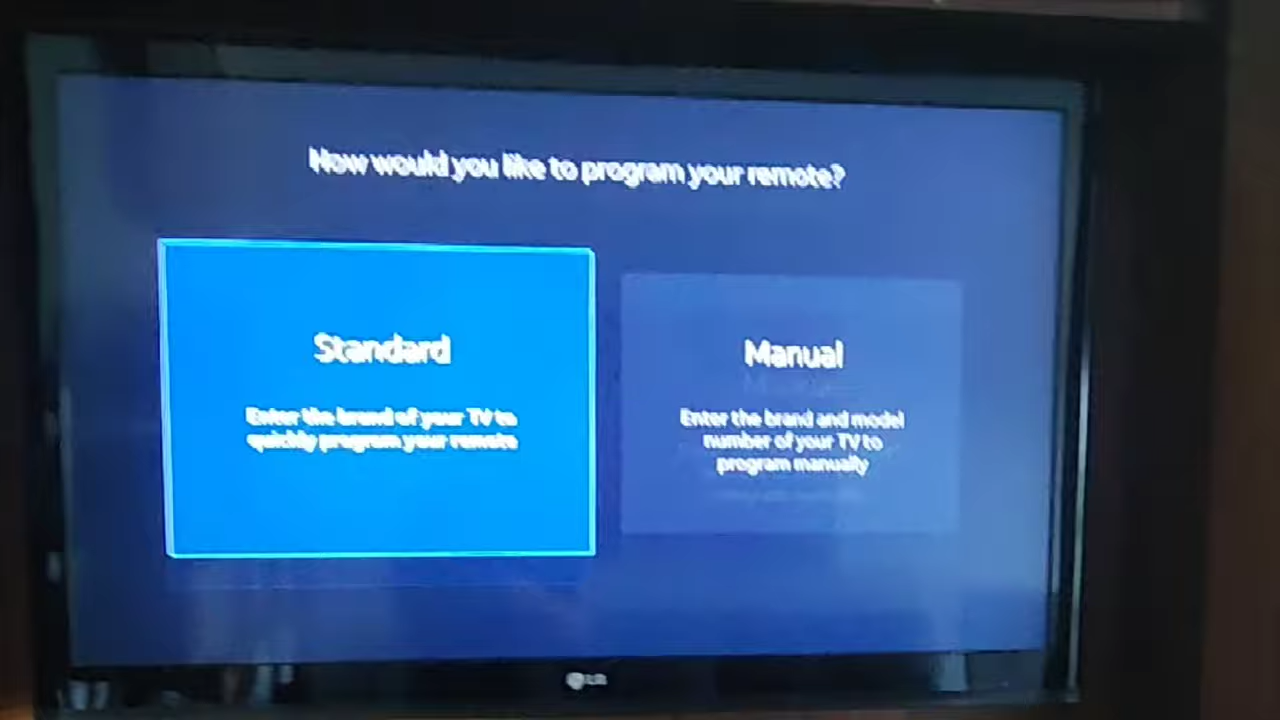 How would you like to program your remote?
Standard
Enter the brand of your TV to
quickly program your remote
Manual
Enter the brand and model
number of your TV to
program manually
LG